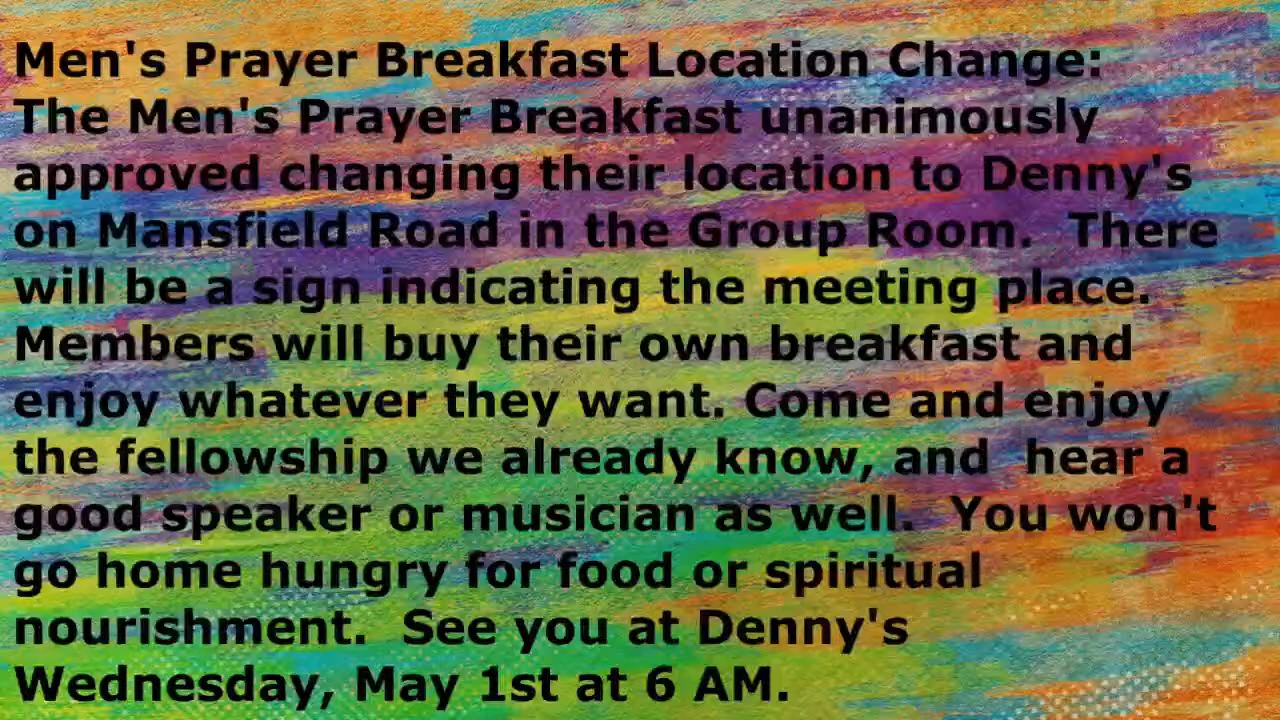 Men's Prayer Breakfast Location Change:
The Men's Prayer Breakfast unanimously
approved changing their location to Denny's
on Mansfield Road in the Group Room.  There
will be a sign indicating the meeting place.
Members will buy their own breakfast and
enjoy whatever they want. Come and enjoy
the fellowship we already know, and  hear a
good speaker or musician as well.  You won't
go home hungry for food or spiritual
nourishment.  See you at Denny's
Wednesday, May 1st at 6 AM.